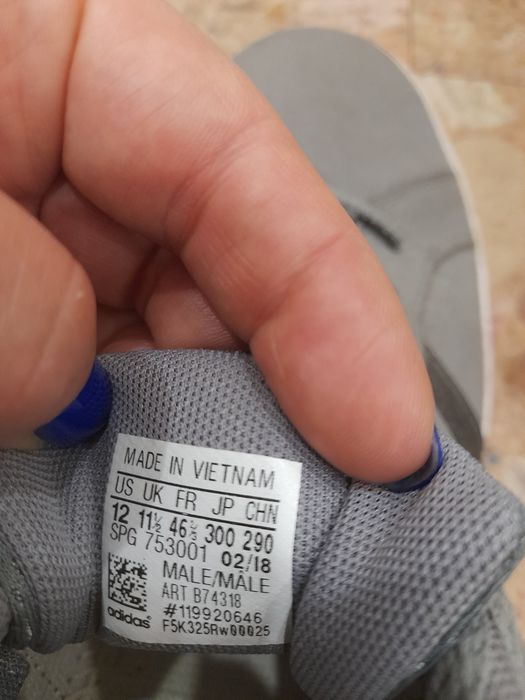 MADE IN VIETNAM
US UK FR JP CHN
12 11½ 46⅔ 300 290
SPG 753001 02/18
MALE/MÂLE
ART B74318
#119920646
adidas® F5K325Rw00025